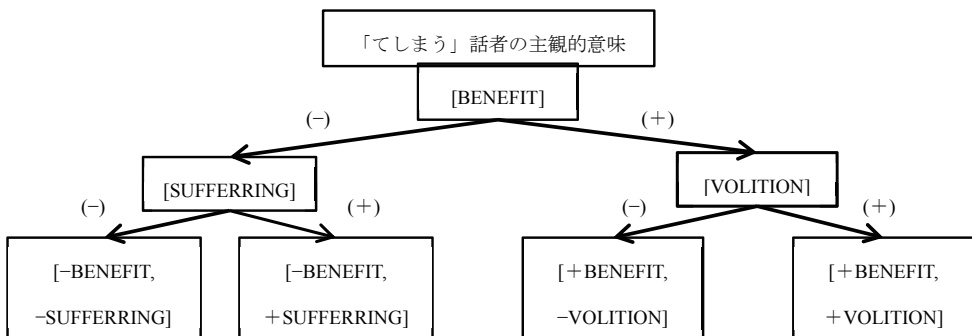 「てしまう」話者の主観的意味
[BENEFIT]
(−) (＋)
[SUFFERRING] [VOLITION]
(−) (＋) (−) (＋)
[−BENEFIT, [−BENEFIT, [＋BENEFIT, [＋BENEFIT,
−SUFFERRING] ＋SUFFERRING] −VOLITION] ＋VOLITION]